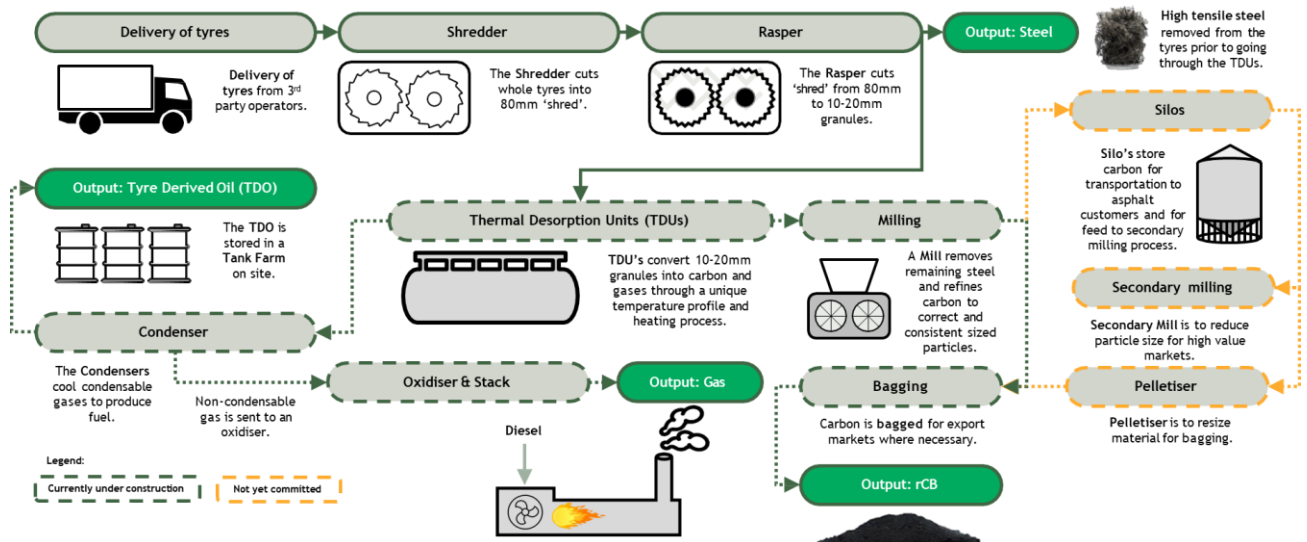 Delivery of tyres
Shredder
Rasper
Output: Steel
High tensile steel
removed from the
tyres prior to going
through the TDUs.
Delivery of
tyres from 3rd
party operators.
The Shredder cuts
whole tyres into
80mm ‘shred’.
The Rasper cuts
‘shred’ from 80mm
to 10-20mm
granules.
Silos
Silo’s store
carbon for
transportation to
asphalt
customers and for
feed to secondary
milling process.
Output: Tyre Derived Oil (TDO)
The TDO is
stored in a
Tank Farm
on site.
Thermal Desorption Units (TDUs)
TDU’s convert 10-20mm
granules into carbon and
gases through a unique
temperature profile and
heating process.
Milling
A Mill removes
remaining steel
and refines
carbon to
correct and
consistent sized
particles.
Secondary milling
Secondary Mill is to reduce
particle size for high value
markets.
Condenser
The Condensers
cool condensable
gases to produce
fuel.
Non-condensable
gas is sent to an
oxidiser.
Oxidiser & Stack
Output: Gas
Diesel
Bagging
Carbon is bagged for export
markets where necessary.
Pelletiser
Pelletiser is to resize
material for bagging.
Output: rCB
Legend:
Currently under construction
Not yet committed